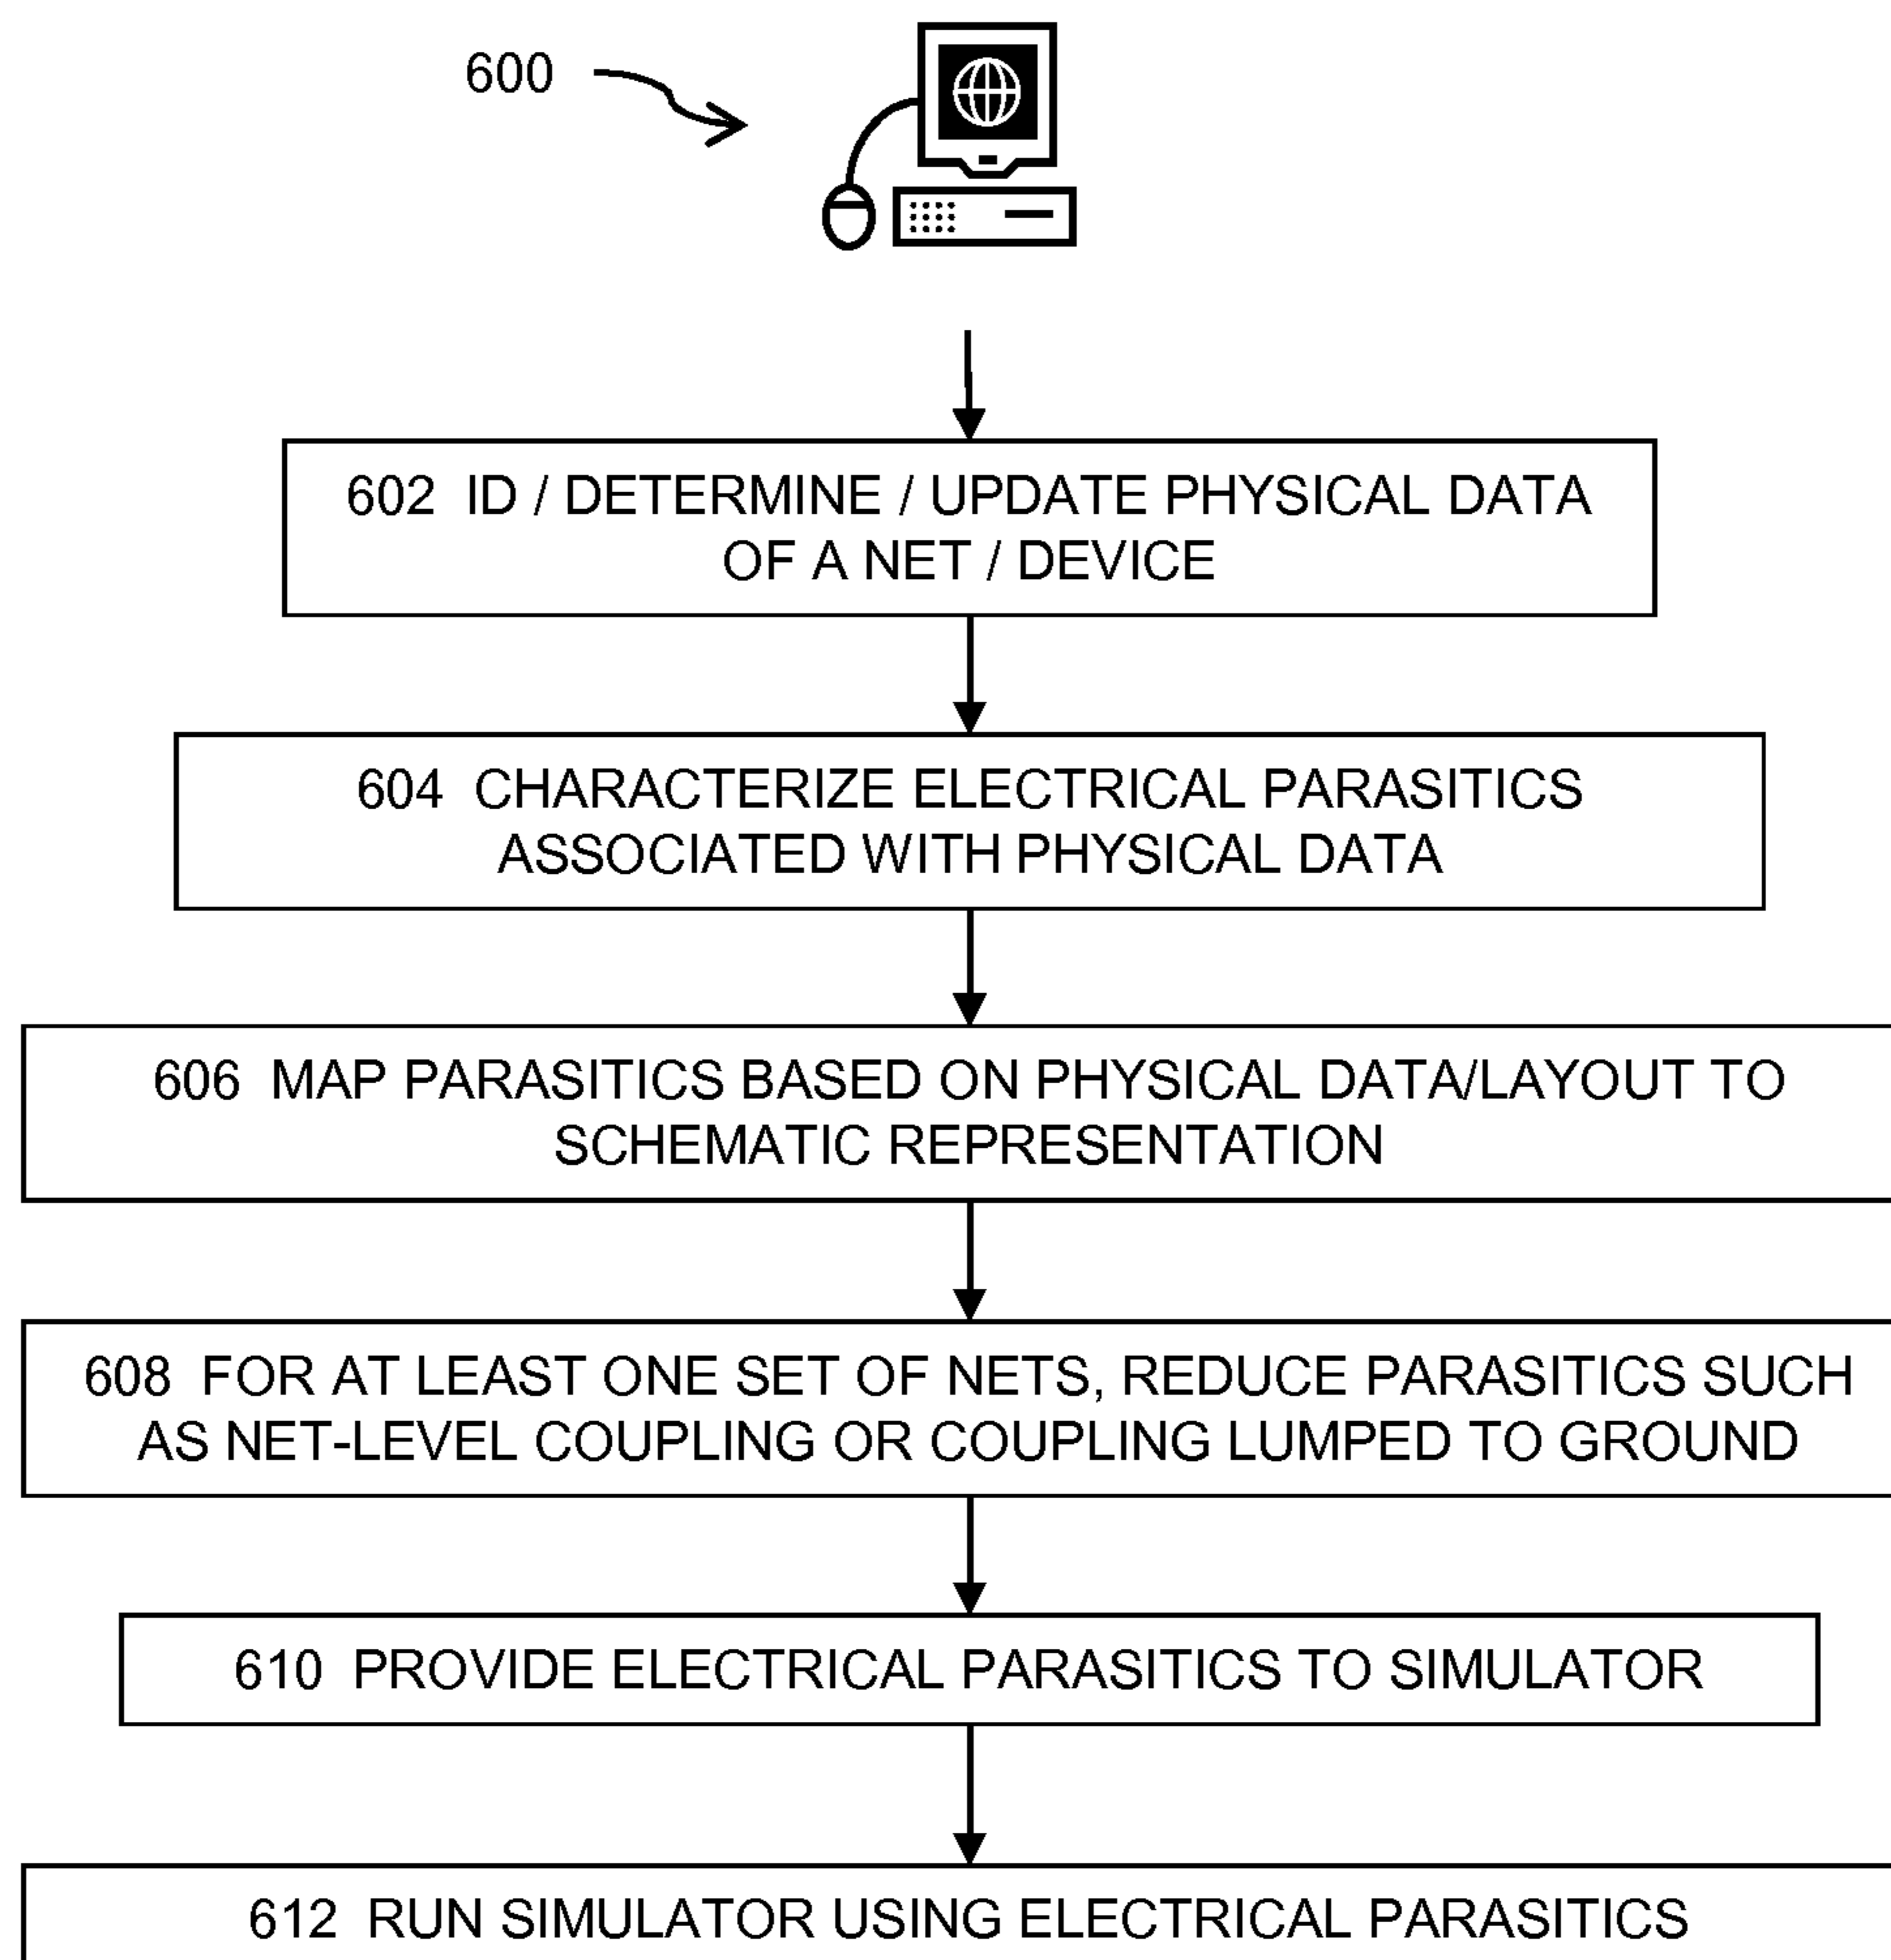 600
602 ID / DETERMINE / UPDATE PHYSICAL DATA
OF A NET / DEVICE
604 CHARACTERIZE ELECTRICAL PARASITICS
ASSOCIATED WITH PHYSICAL DATA
606 MAP PARASITICS BASED ON PHYSICAL DATA/LAYOUT TO
SCHEMATIC REPRESENTATION
608 FOR AT LEAST ONE SET OF NETS, REDUCE PARASITICS SUCH
AS NET-LEVEL COUPLING OR COUPLING LUMPED TO GROUND
610 PROVIDE ELECTRICAL PARASITICS TO SIMULATOR
612 RUN SIMULATOR USING ELECTRICAL PARASITICS